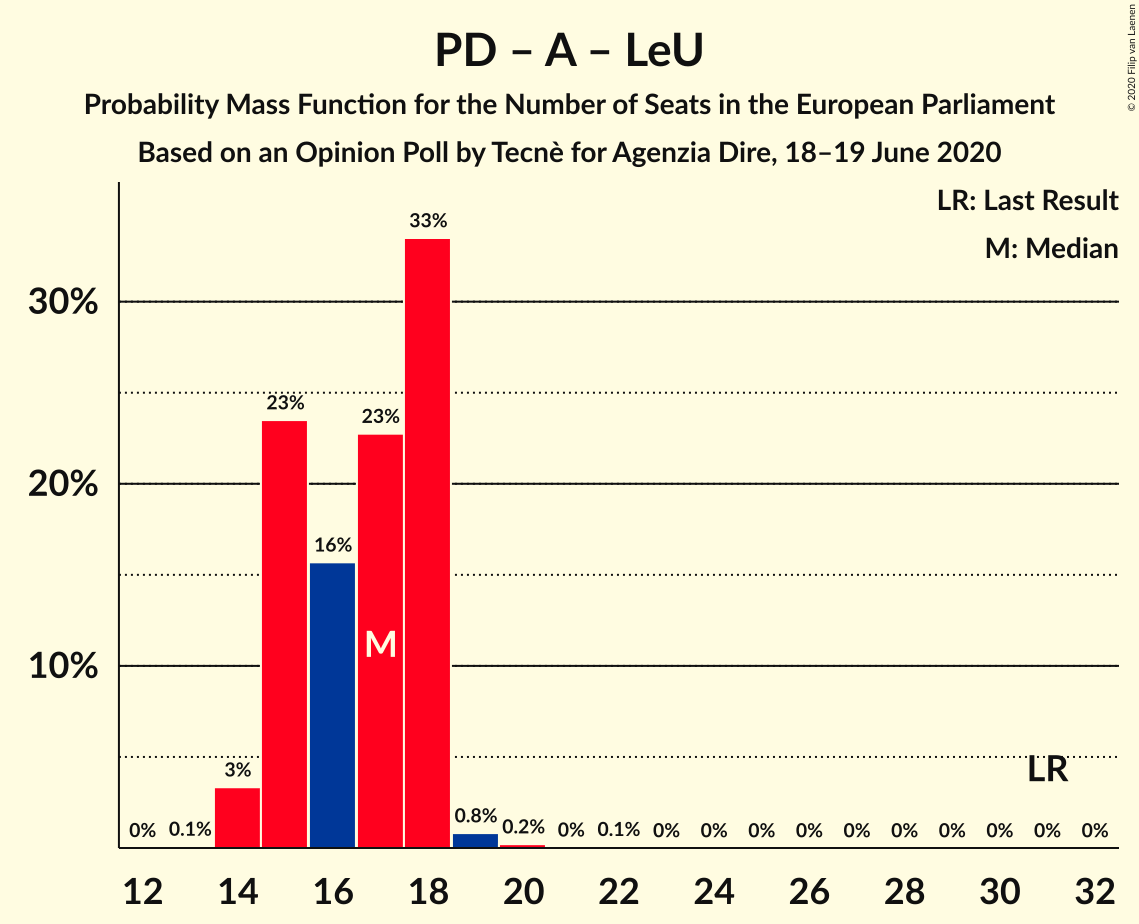 PD – A – LeU
Probability Mass Function for the Number of Seats in the European Parliament
Based on an Opinion Poll by Tecnè for Agenzia Dire, 18–19 June 2020
© 2020 Filip van Laenen
LR: Last Result
M: Median
33%
30%
23%
23%
20%
16%
M
10%
LR
3%
0% 0.1% 0.8% 0.2% 0% 0.1% 0% 0% 0% 0% 0% 0% 0% 0% 0% 0%
12 14 16 18 20 22 24 26 28 30 32